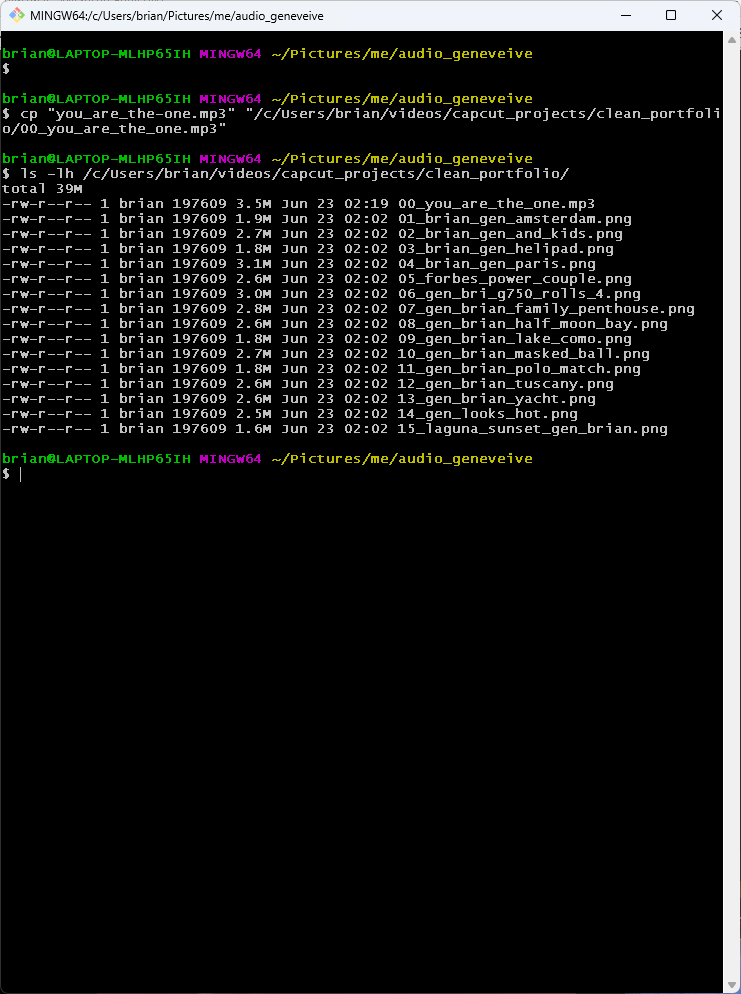 MINGW64:/c/Users/brian/Pictures/me/audio_geneveive
brian@LAPTOP-MLHP65IH MINGW64 ~/Pictures/me/audio_geneveive
$
brian@LAPTOP-MLHP65IH MINGW64 ~/Pictures/me/audio_geneveive
$ cp "you_are_the-one.mp3" "/c/Users/brian/videos/capcut_projects/clean_portfoli
o/00_you_are_the_one.mp3"
brian@LAPTOP-MLHP65IH MINGW64 ~/Pictures/me/audio_geneveive
$ ls -lh /c/Users/brian/videos/capcut_projects/clean_portfolio/
total 39M
-rw-r--r-- 1 brian 197609 3.5M Jun 23 02:19 00_you_are_the_one.mp3
-rw-r--r-- 1 brian 197609 1.9M Jun 23 02:02 01_brian_gen_amsterdam.png
-rw-r--r-- 1 brian 197609 2.7M Jun 23 02:02 02_brian_gen_and_kids.png
-rw-r--r-- 1 brian 197609 1.8M Jun 23 02:02 03_brian_gen_helipad.png
-rw-r--r-- 1 brian 197609 3.1M Jun 23 02:02 04_brian_gen_paris.png
-rw-r--r-- 1 brian 197609 2.6M Jun 23 02:02 05_forbes_power_couple.png
-rw-r--r-- 1 brian 197609 3.0M Jun 23 02:02 06_gen_bri_g750_rolls_4.png
-rw-r--r-- 1 brian 197609 2.8M Jun 23 02:02 07_gen_brian_family_penthouse.png
-rw-r--r-- 1 brian 197609 2.6M Jun 23 02:02 08_gen_brian_half_moon_bay.png
-rw-r--r-- 1 brian 197609 1.8M Jun 23 02:02 09_gen_brian_lake_como.png
-rw-r--r-- 1 brian 197609 2.7M Jun 23 02:02 10_gen_brian_masked_ball.png
-rw-r--r-- 1 brian 197609 1.8M Jun 23 02:02 11_gen_brian_polo_match.png
-rw-r--r-- 1 brian 197609 2.6M Jun 23 02:02 12_gen_brian_tuscany.png
-rw-r--r-- 1 brian 197609 2.6M Jun 23 02:02 13_gen_brian_yacht.png
-rw-r--r-- 1 brian 197609 2.5M Jun 23 02:02 14_gen_looks_hot.png
-rw-r--r-- 1 brian 197609 1.6M Jun 23 02:02 15_laguna_sunset_gen_brian.png
brian@LAPTOP-MLHP65IH MINGW64 ~/Pictures/me/audio_geneveive
$